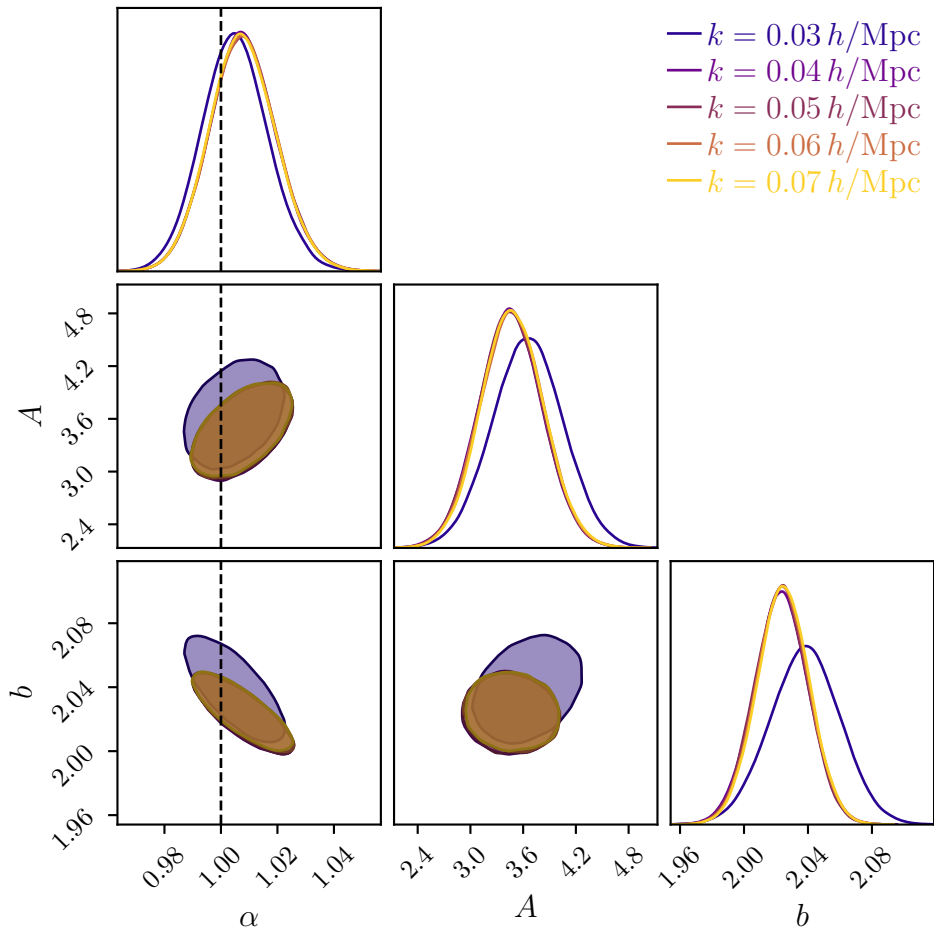 k = 0.03 h/Mpc
k = 0.04 h/Mpc
k = 0.05 h/Mpc
k = 0.06 h/Mpc
k = 0.07 h/Mpc
4.8
4.2
3.6
3.0
2.4
A
2.08
2.04
2.00
1.96
b
0.98 1.00 1.02 1.04
α
2.4 3.0 3.6 4.2 4.8
A
1.96 2.00 2.04 2.08
b